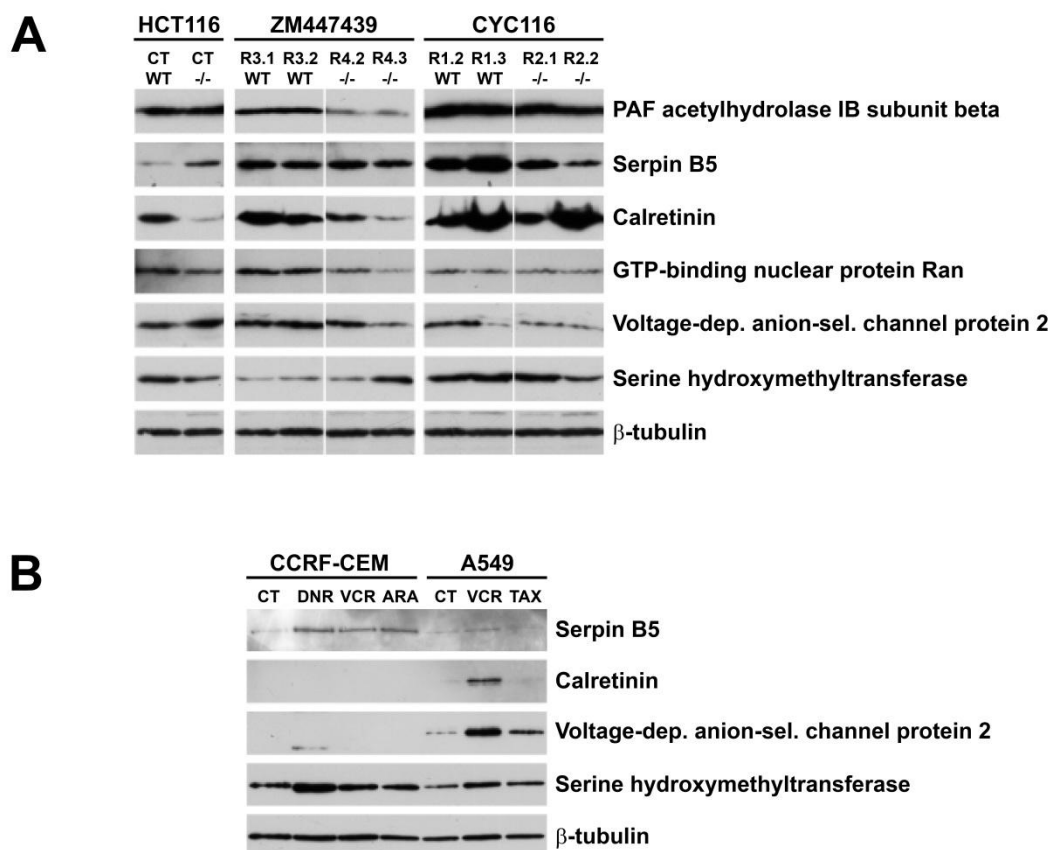 A
HCT116 ZM447439 CYC116
CT CT R3.1 R3.2 R4.2 R4.3 R1.2 R1.3 R2.1 R2.2
WT -/- WT WT -/- -/- WT WT -/- -/-
PAF acetylhydrolase IB subunit beta
Serpin B5
Calretinin
GTP-binding nuclear protein Ran
Voltage-dep. anion-sel. channel protein 2
Serine hydroxymethyltransferase
β-tubulin
B
CCRF-CEM A549
CT DNR VCR ARA CT VCR TAX
Serpin B5
Calretinin
Voltage-dep. anion-sel. channel protein 2
Serine hydroxymethyltransferase
β-tubulin